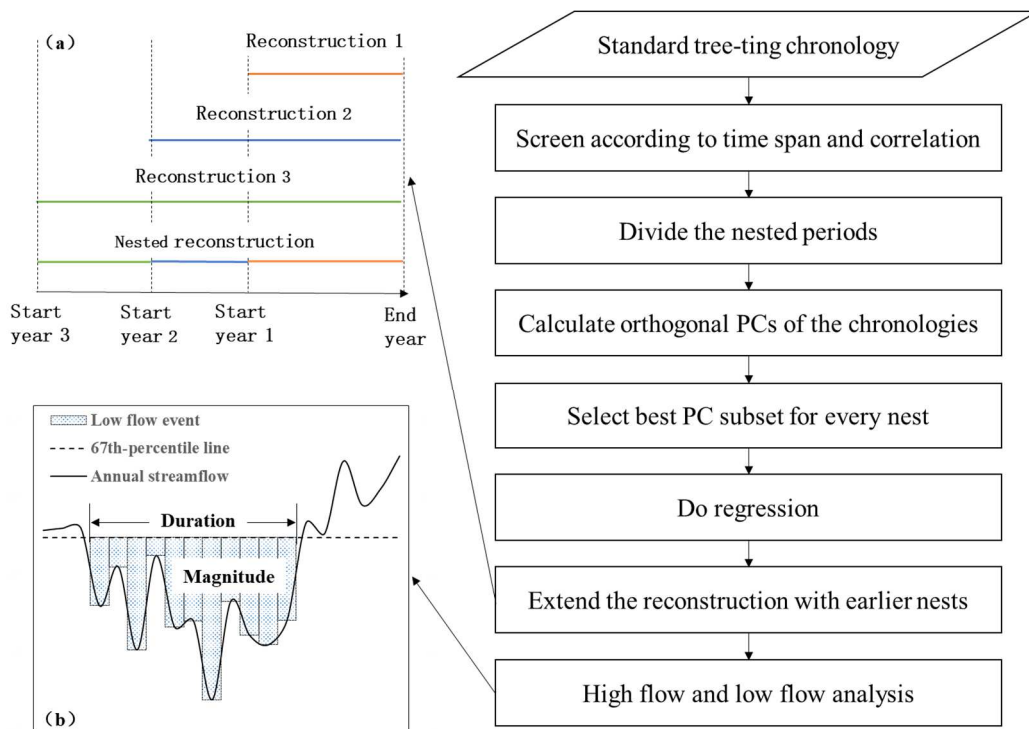 (a)
Reconstruction 1
Reconstruction 2
Reconstruction 3
Nested reconstruction
Start year 3
Start year 2
Start year 1
End year
Low flow event
67th-percentile line
Annual streamflow
Duration
Magnitude
(b)
Standard tree-ting chronology
Screen according to time span and correlation
Divide the nested periods
Calculate orthogonal PCs of the chronologies
Select best PC subset for every nest
Do regression
Extend the reconstruction with earlier nests
High flow and low flow analysis